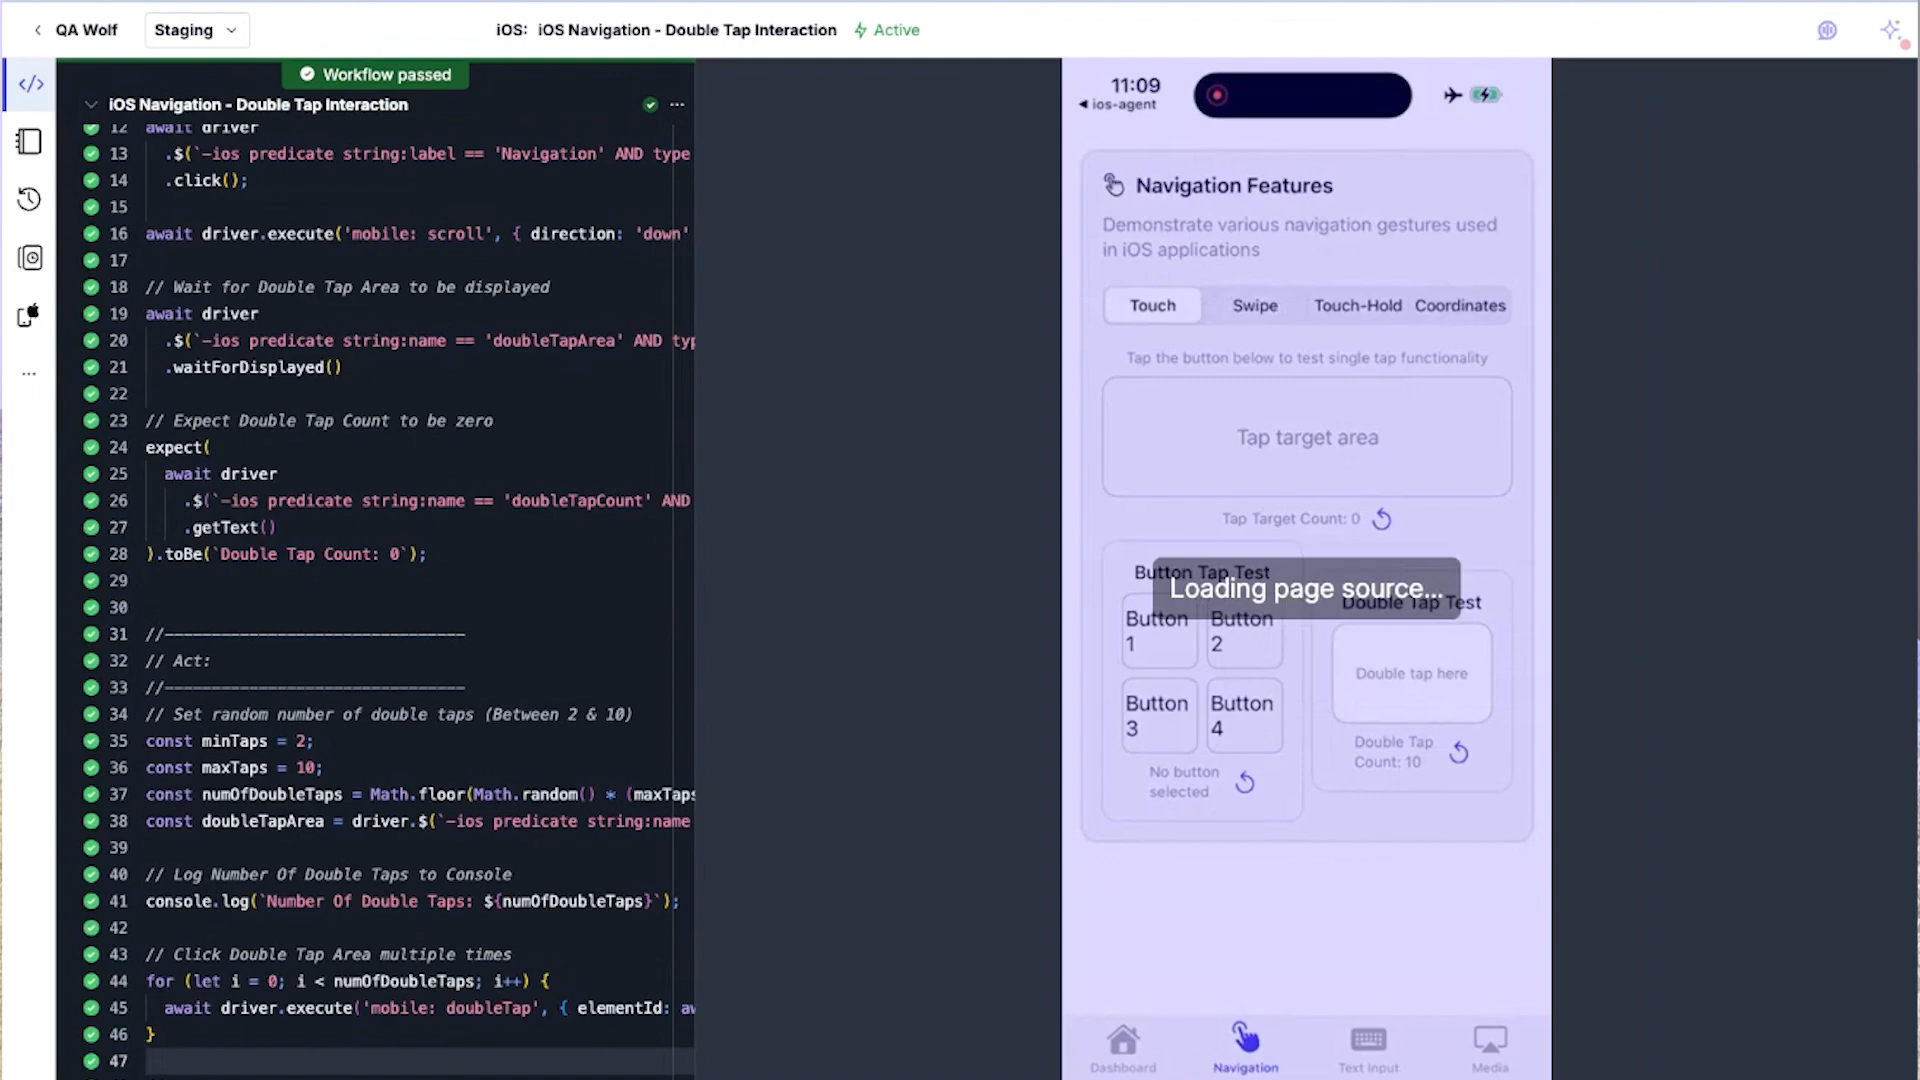 QA Wolf
Staging
iOS: iOS Navigation - Double Tap Interaction
Active
Workflow passed
iOS Navigation - Double Tap Interaction
12 await driver
13 .$(`-ios predicate string:label == 'Navigation' AND type
14 .click();
15
16 await driver.execute('mobile: scroll', { direction: 'down'
17
18 // Wait for Double Tap Area to be displayed
19 await driver
20 .$(`-ios predicate string:name == 'doubleTapArea' AND typ
21 .waitForDisplayed()
22
23 // Expect Double Tap Count to be zero
24 expect(
25 await driver
26 .$(`-ios predicate string:name == 'doubleTapCount' AND
27 .getText()
28 ).toBe(`Double Tap Count: 0`);
29
30
31 //--------------------------------
32 // Act:
33 //--------------------------------
34 // Set random number of double taps (Between 2 & 10)
35 const minTaps = 2;
36 const maxTaps = 10;
37 const numOfDoubleTaps = Math.floor(Math.random() * (maxTaps
38 const doubleTapArea = driver.$(`-ios predicate string:name
39
40 // Log Number Of Double Taps to Console
41 console.log(`Number Of Double Taps: ${numOfDoubleTaps}`);
42
43 // Click Double Tap Area multiple times
44 for (let i = 0; i < numOfDoubleTaps; i++) {
45 await driver.execute('mobile: doubleTap', { elementId: aw
46 }
47
11:09
ios-agent
Navigation Features
Demonstrate various navigation gestures used
in iOS applications
Touch Swipe Touch-Hold Coordinates
Tap the button below to test single tap functionality
Tap target area
Tap Target Count: 0
Button Tap Test
Loading page source...
Double Tap Test
Button
1
Button
2
Button
3
Button
4
No button
selected
Double tap here
Double Tap
Count: 10
Dashboard
Navigation
Text Input
Media